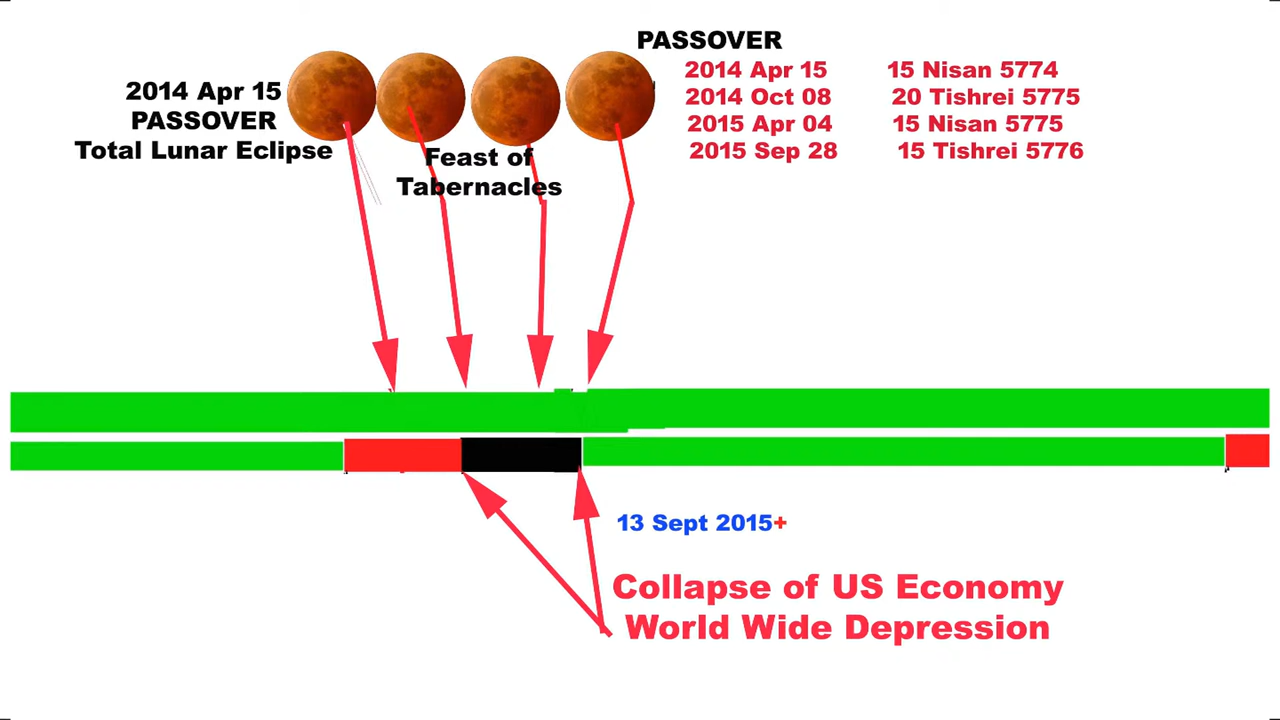 PASSOVER
2014 Apr 15 15 Nisan 5774
2014 Oct 08 20 Tishrei 5775
2015 Apr 04 15 Nisan 5775
2015 Sep 28 15 Tishrei 5776
2014 Apr 15
PASSOVER
Total Lunar Eclipse
Feast of
Tabernacles
13 Sept 2015+
Collapse of US Economy
World Wide Depression